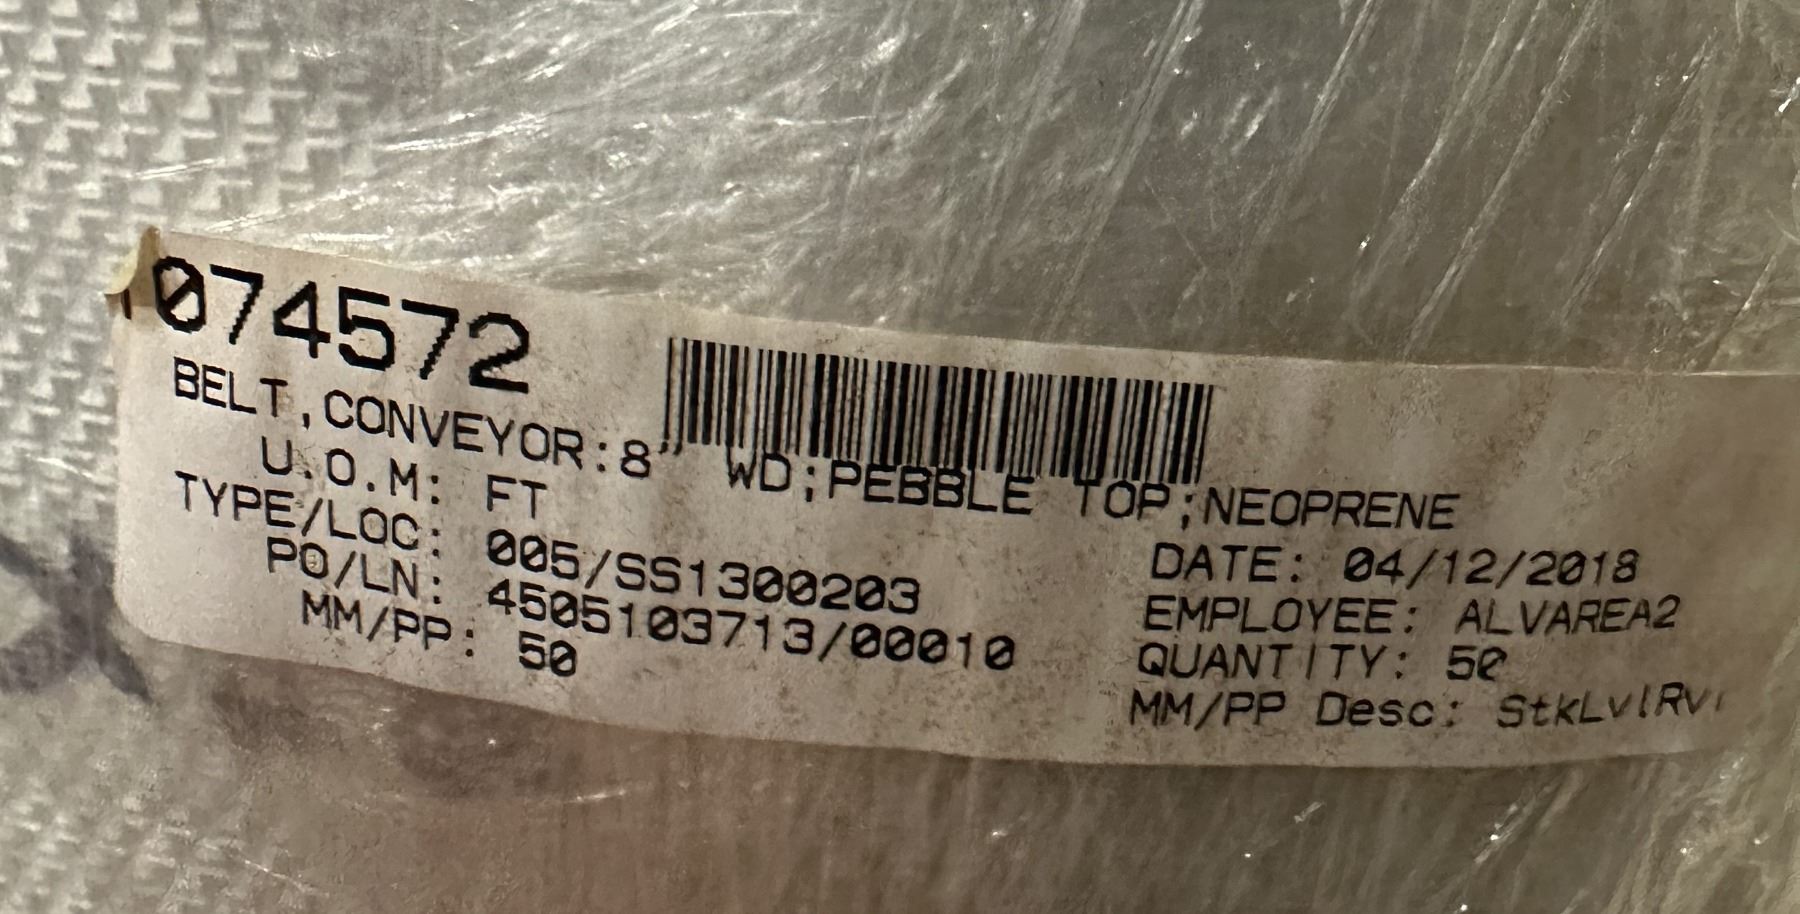 074572
BELT,CONVEYOR:8" WD;PEBBLE TOP;NEOPRENE
U.O.M: FT
TYPE/LOC: 005/SS1300203
DATE: 04/12/2018
PO/LN: 4505103713/00010
EMPLOYEE: ALVAREA2
MM/PP: 50
QUANTITY: 50
MM/PP Desc: